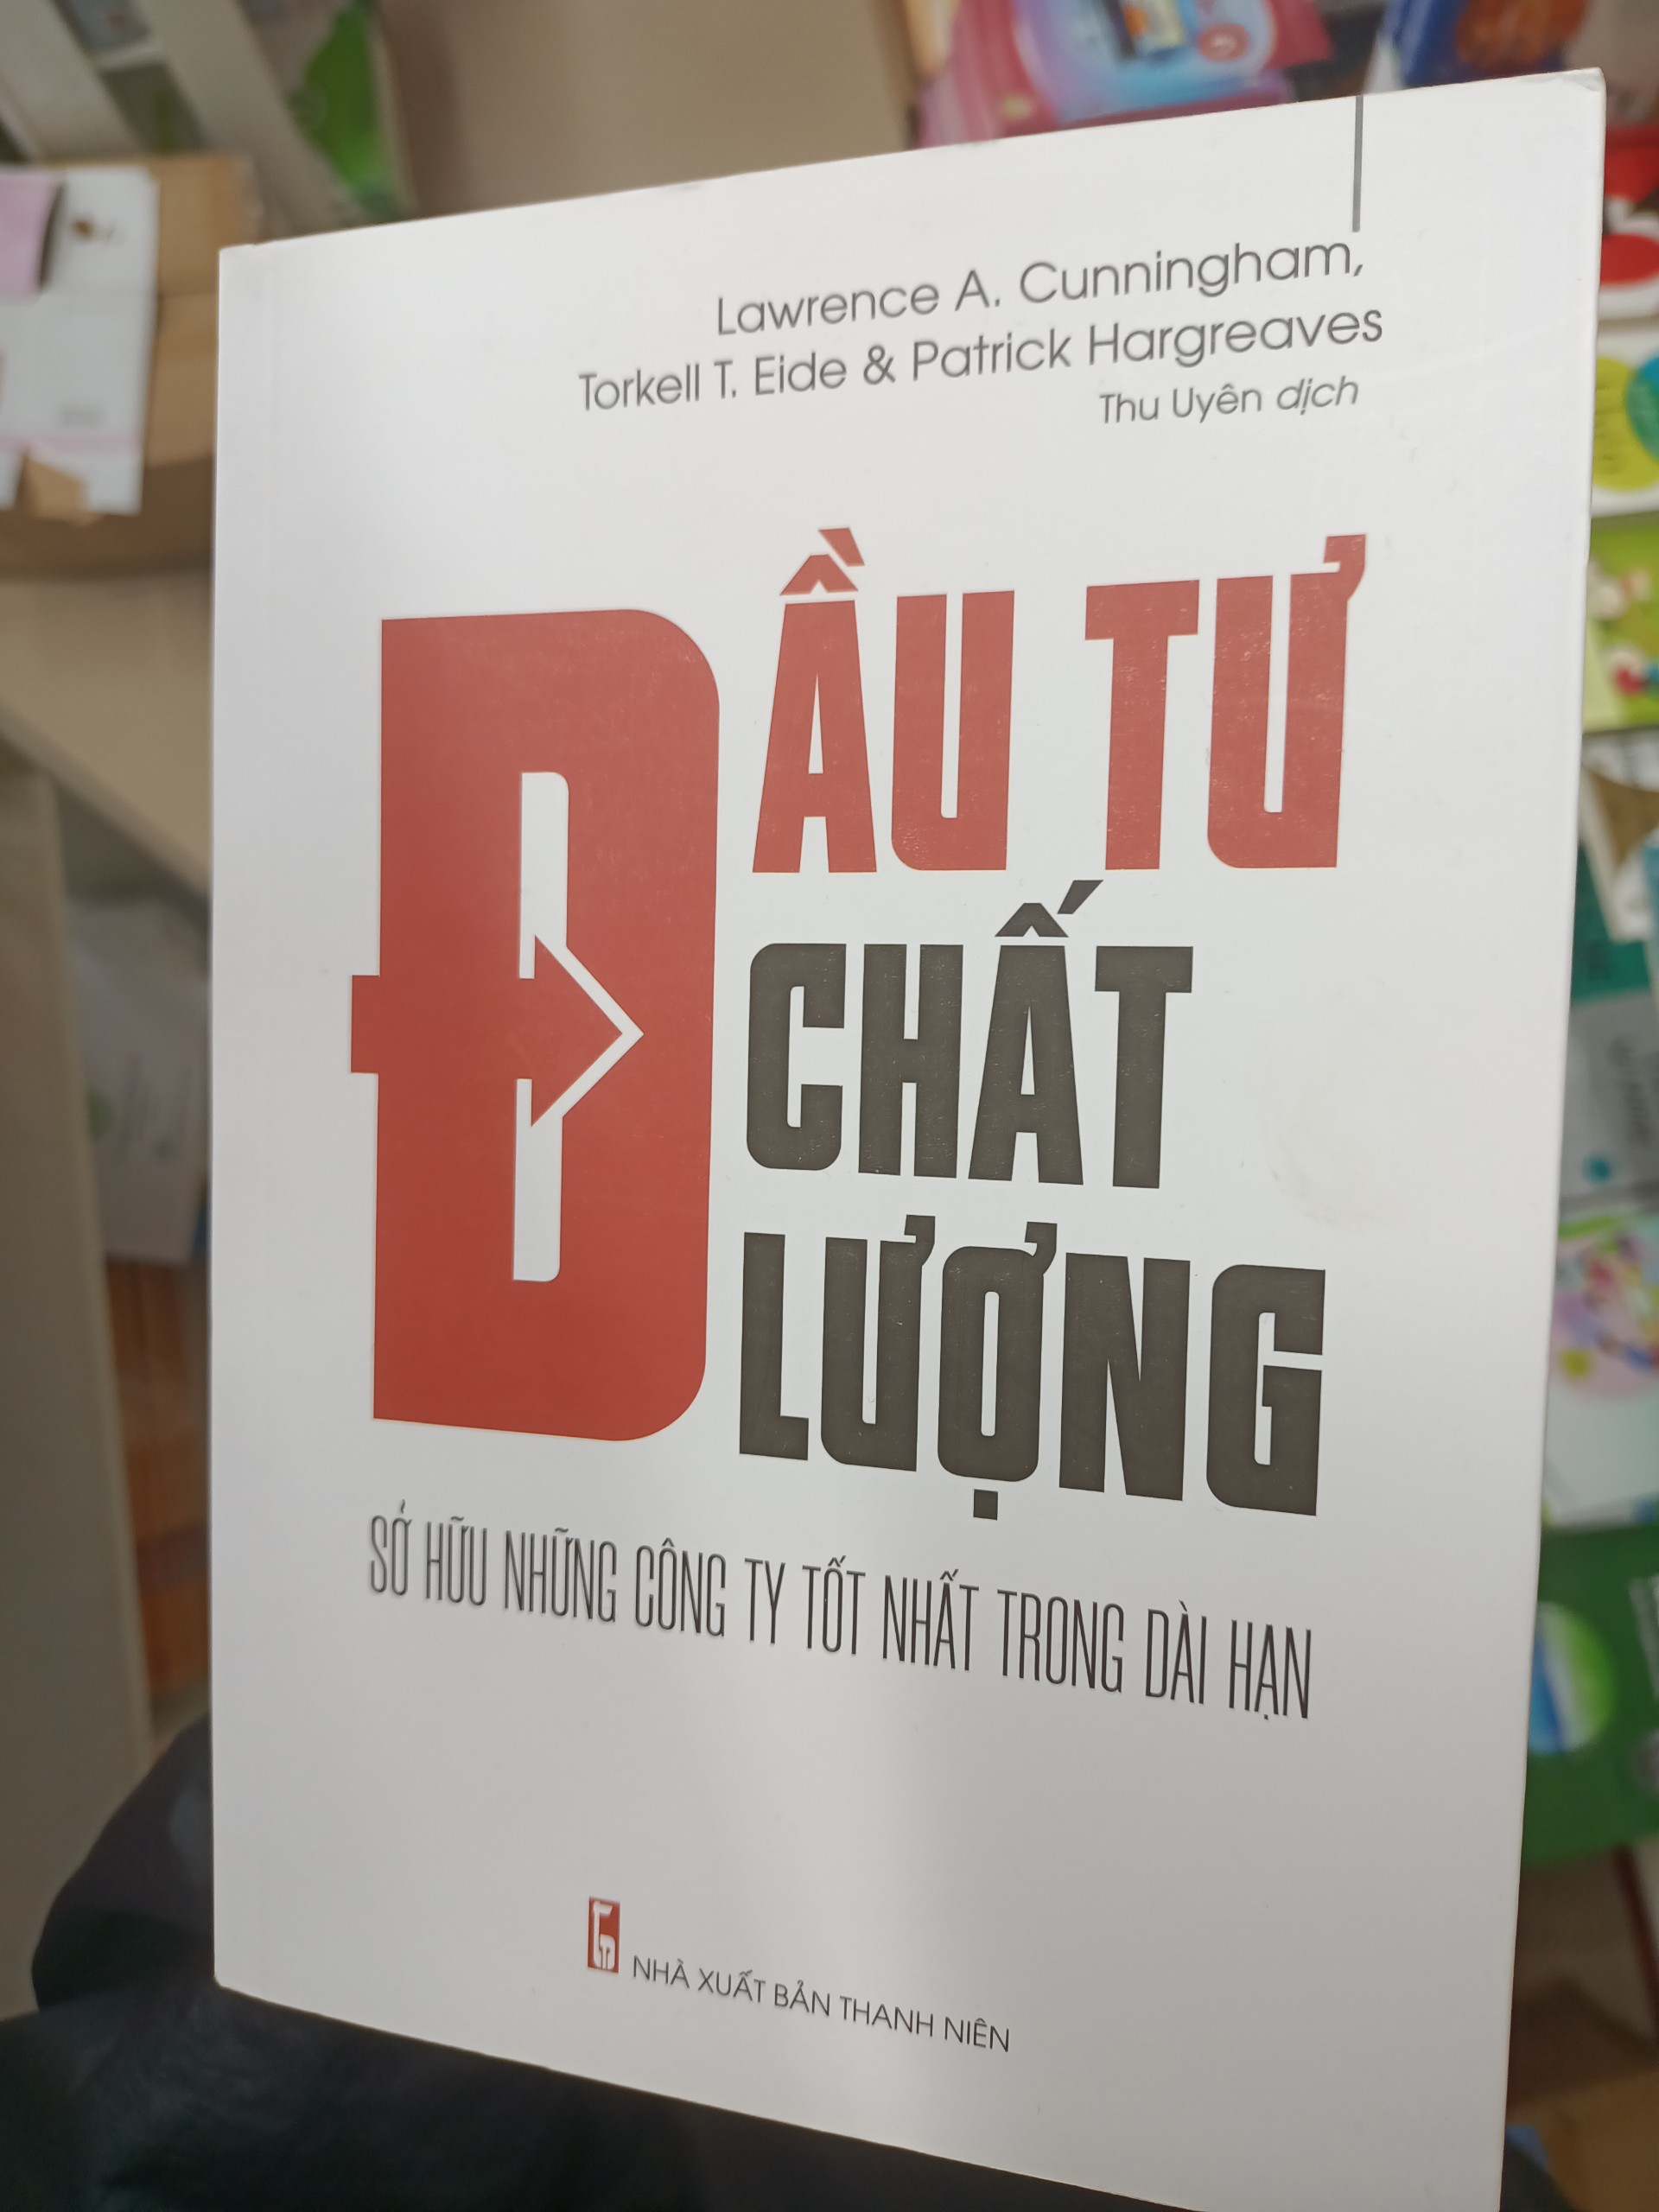 Lawrence A. Cunningham,
Torkell T. Eide & Patrick Hargreaves
Thu Uyên dịch
ĐẦU TƯ
CHẤT
LƯỢNG
SỞ HỮU NHỮNG CÔNG TY TỐT NHẤT TRONG DÀI HẠN
NHÀ XUẤT BẢN THANH NIÊN